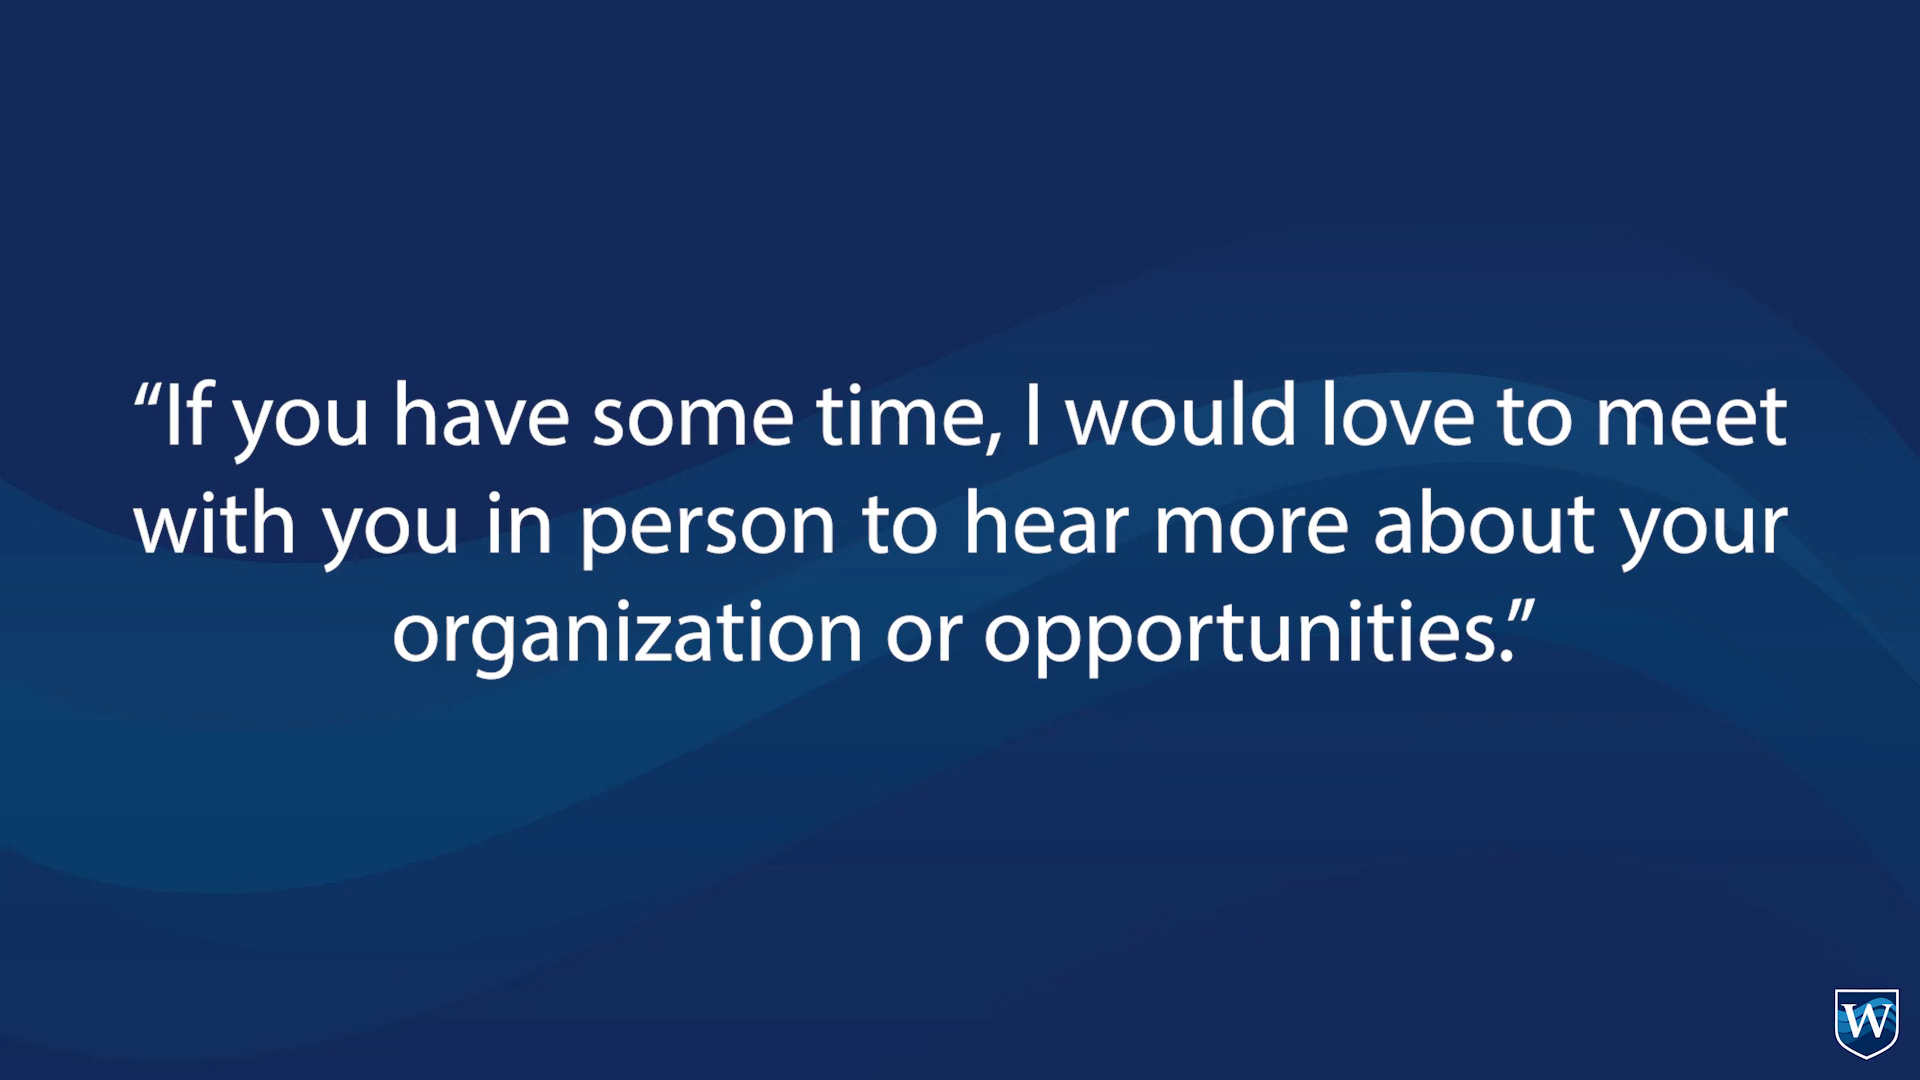 “If you have some time, I would love to meet
with you in person to hear more about your
organization or opportunities.”
W